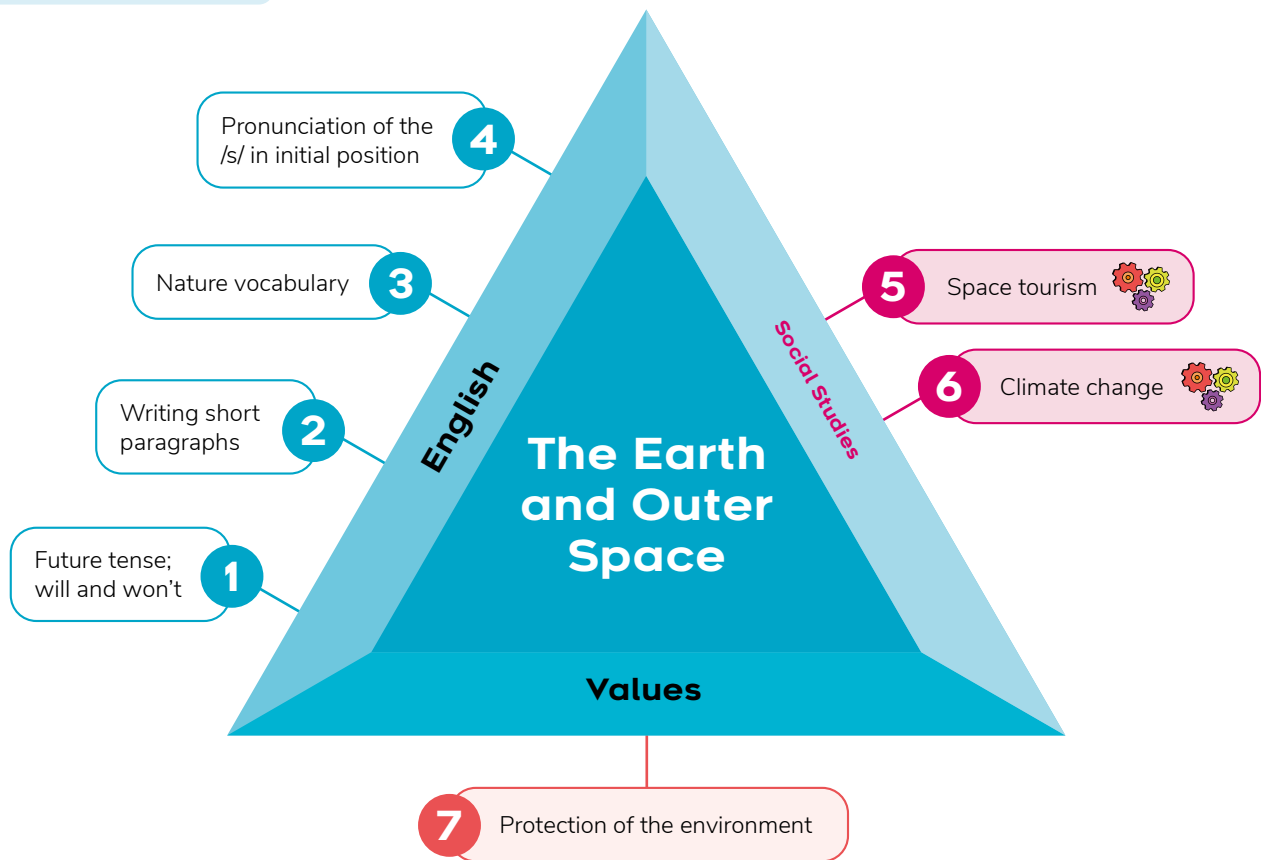 4
Pronunciation of the
/s/ in initial position
3
Nature vocabulary
2
Writing short
paragraphs
1
Future tense;
will and won't
English
The Earth
and Outer
Space
Social Studies
5
Space tourism
6
Climate change
Values
7
Protection of the environment